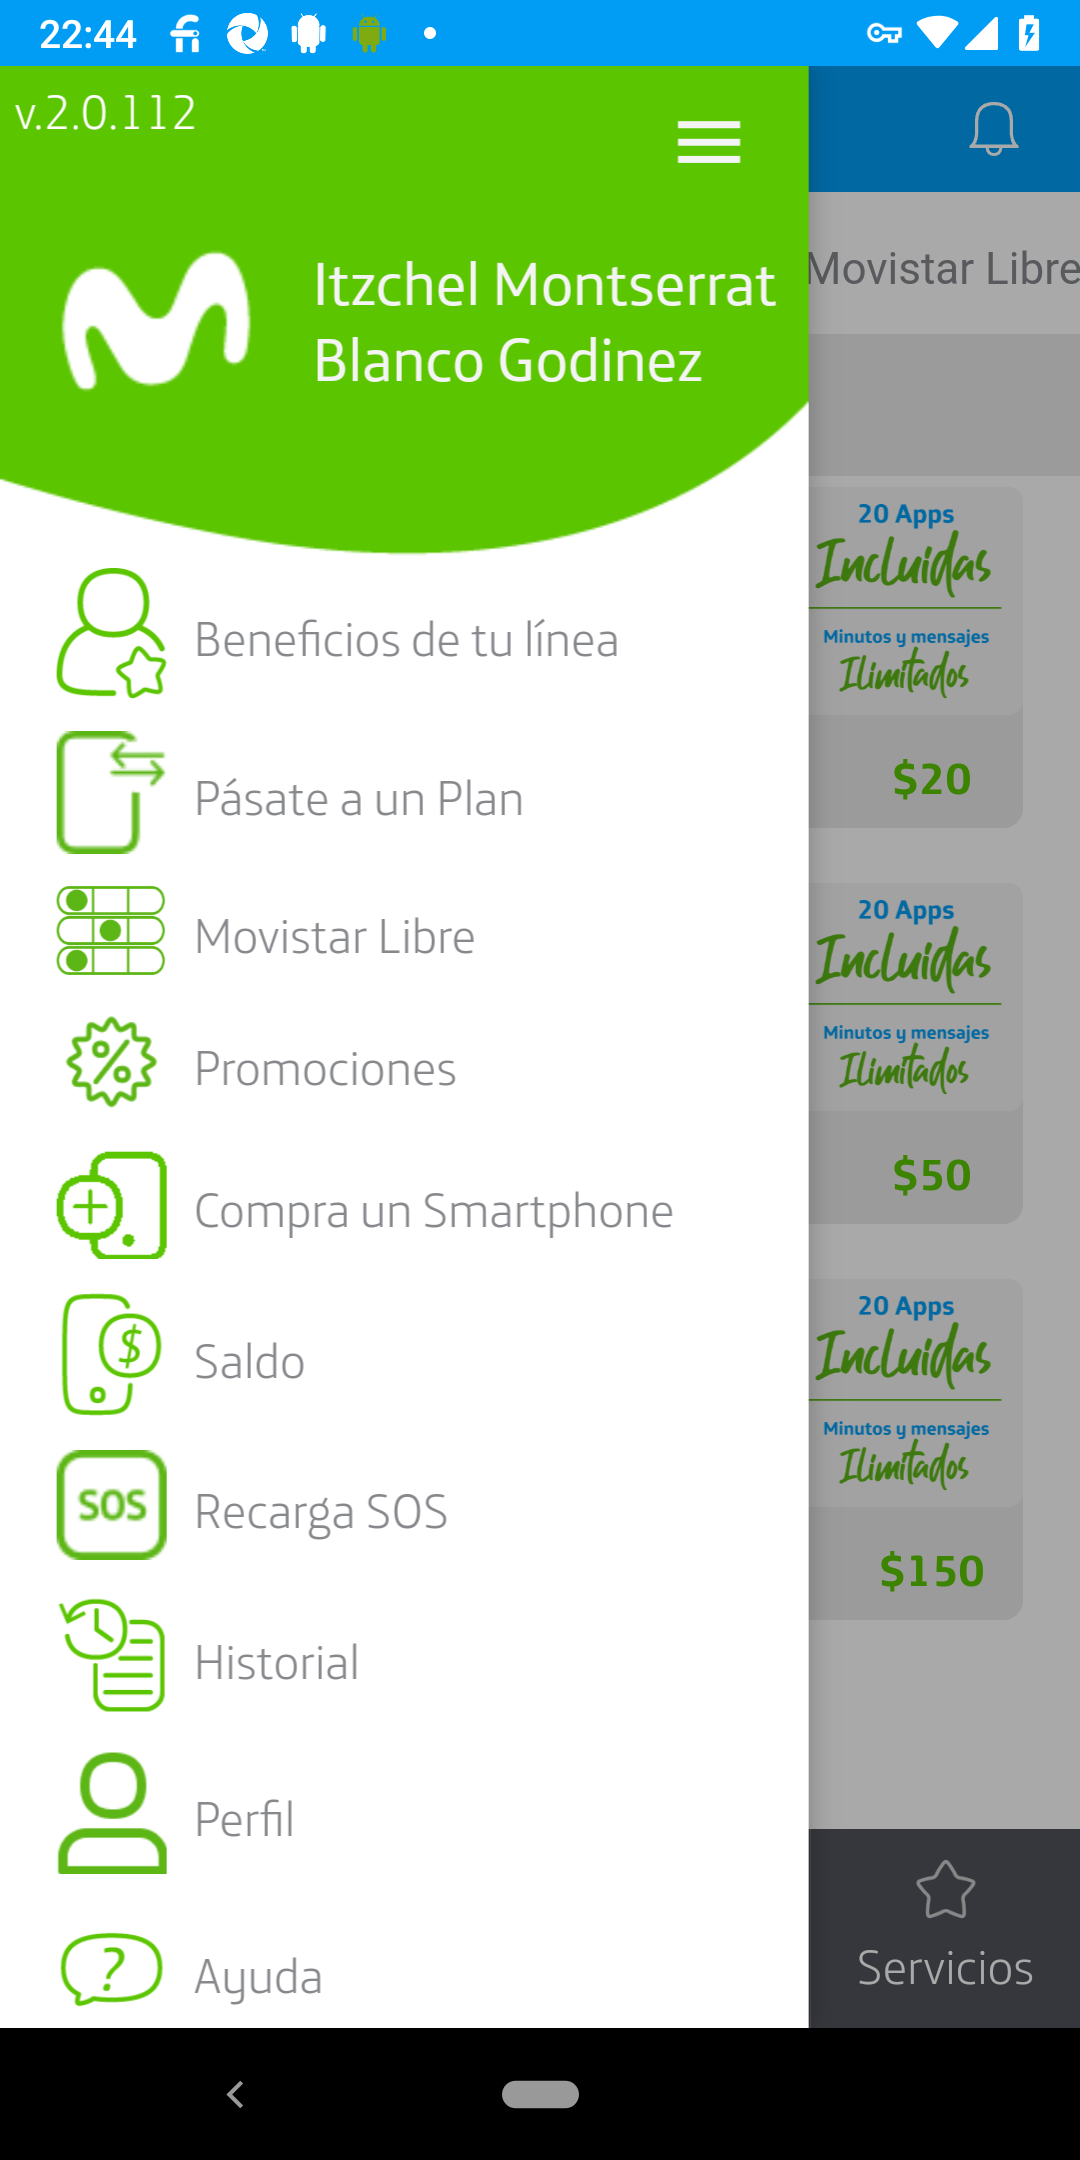 22:44
v.2.0.112
Itzchel Montserrat
Blanco Godinez
Movistar Libre
Beneficios de tu línea
Pásate a un Plan
Movistar Libre
Promociones
Compra un Smartphone
$
Saldo
SOS
Recarga SOS
Historial
Perfil
?
Ayuda
20 Apps
Incluidas
Minutos y mensajes
Ilimitados
$20
20 Apps
Incluidas
Minutos y mensajes
Ilimitados
$50
20 Apps
Incluidas
Minutos y mensajes
Ilimitados
$150
Servicios